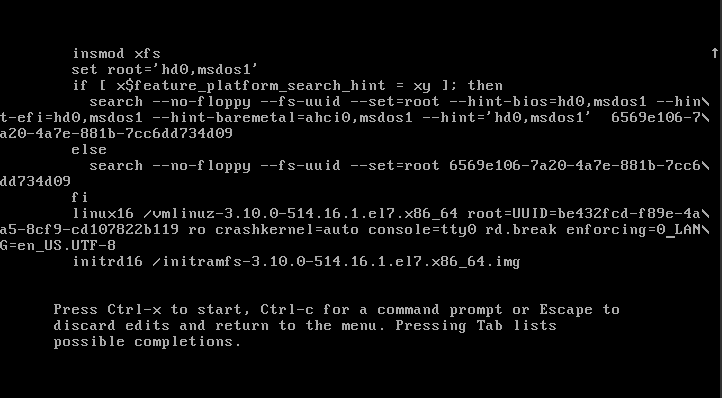 insmod xfs
↑
set root='hd0,msdos1'
if [ x$feature_platform_search_hint = xy ]; then
search --no-floppy --fs-uuid --set=root --hint-bios=hd0,msdos1 --hin\
t-efi=hd0,msdos1 --hint-baremetal=ahci0,msdos1 --hint='hd0,msdos1'  6569e106-7\
a20-4a7e-881b-7cc6dd734d09
else
search --no-floppy --fs-uuid --set=root 6569e106-7a20-4a7e-881b-7cc6\
dd734d09
fi
linux16 /vmlinuz-3.10.0-514.16.1.el7.x86_64 root=UUID=be432fcd-f89e-4a\
a5-8cf9-cd107822b119 ro crashkernel=auto console=tty0 rd.break enforcing=0_LAN\
G=en_US.UTF-8
initrd16 /initramfs-3.10.0-514.16.1.el7.x86_64.img
Press Ctrl-x to start, Ctrl-c for a command prompt or Escape to
discard edits and return to the menu. Pressing Tab lists
possible completions.